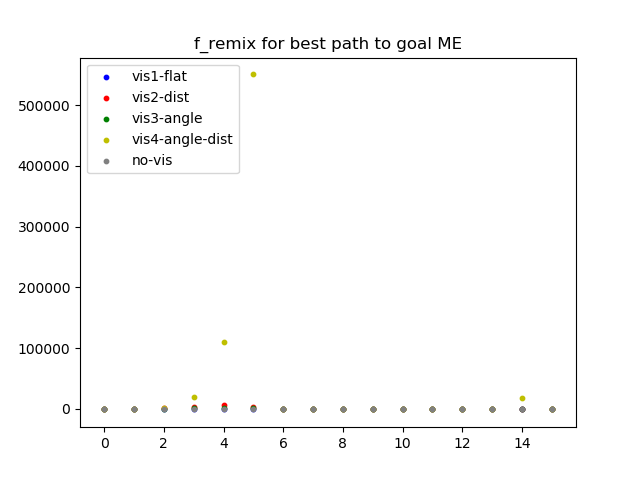 f_remix for best path to goal ME
vis1-flat
vis2-dist
vis3-angle
vis4-angle-dist
no-vis
500000
400000
300000
200000
100000
0
0 2 4 6 8 10 12 14